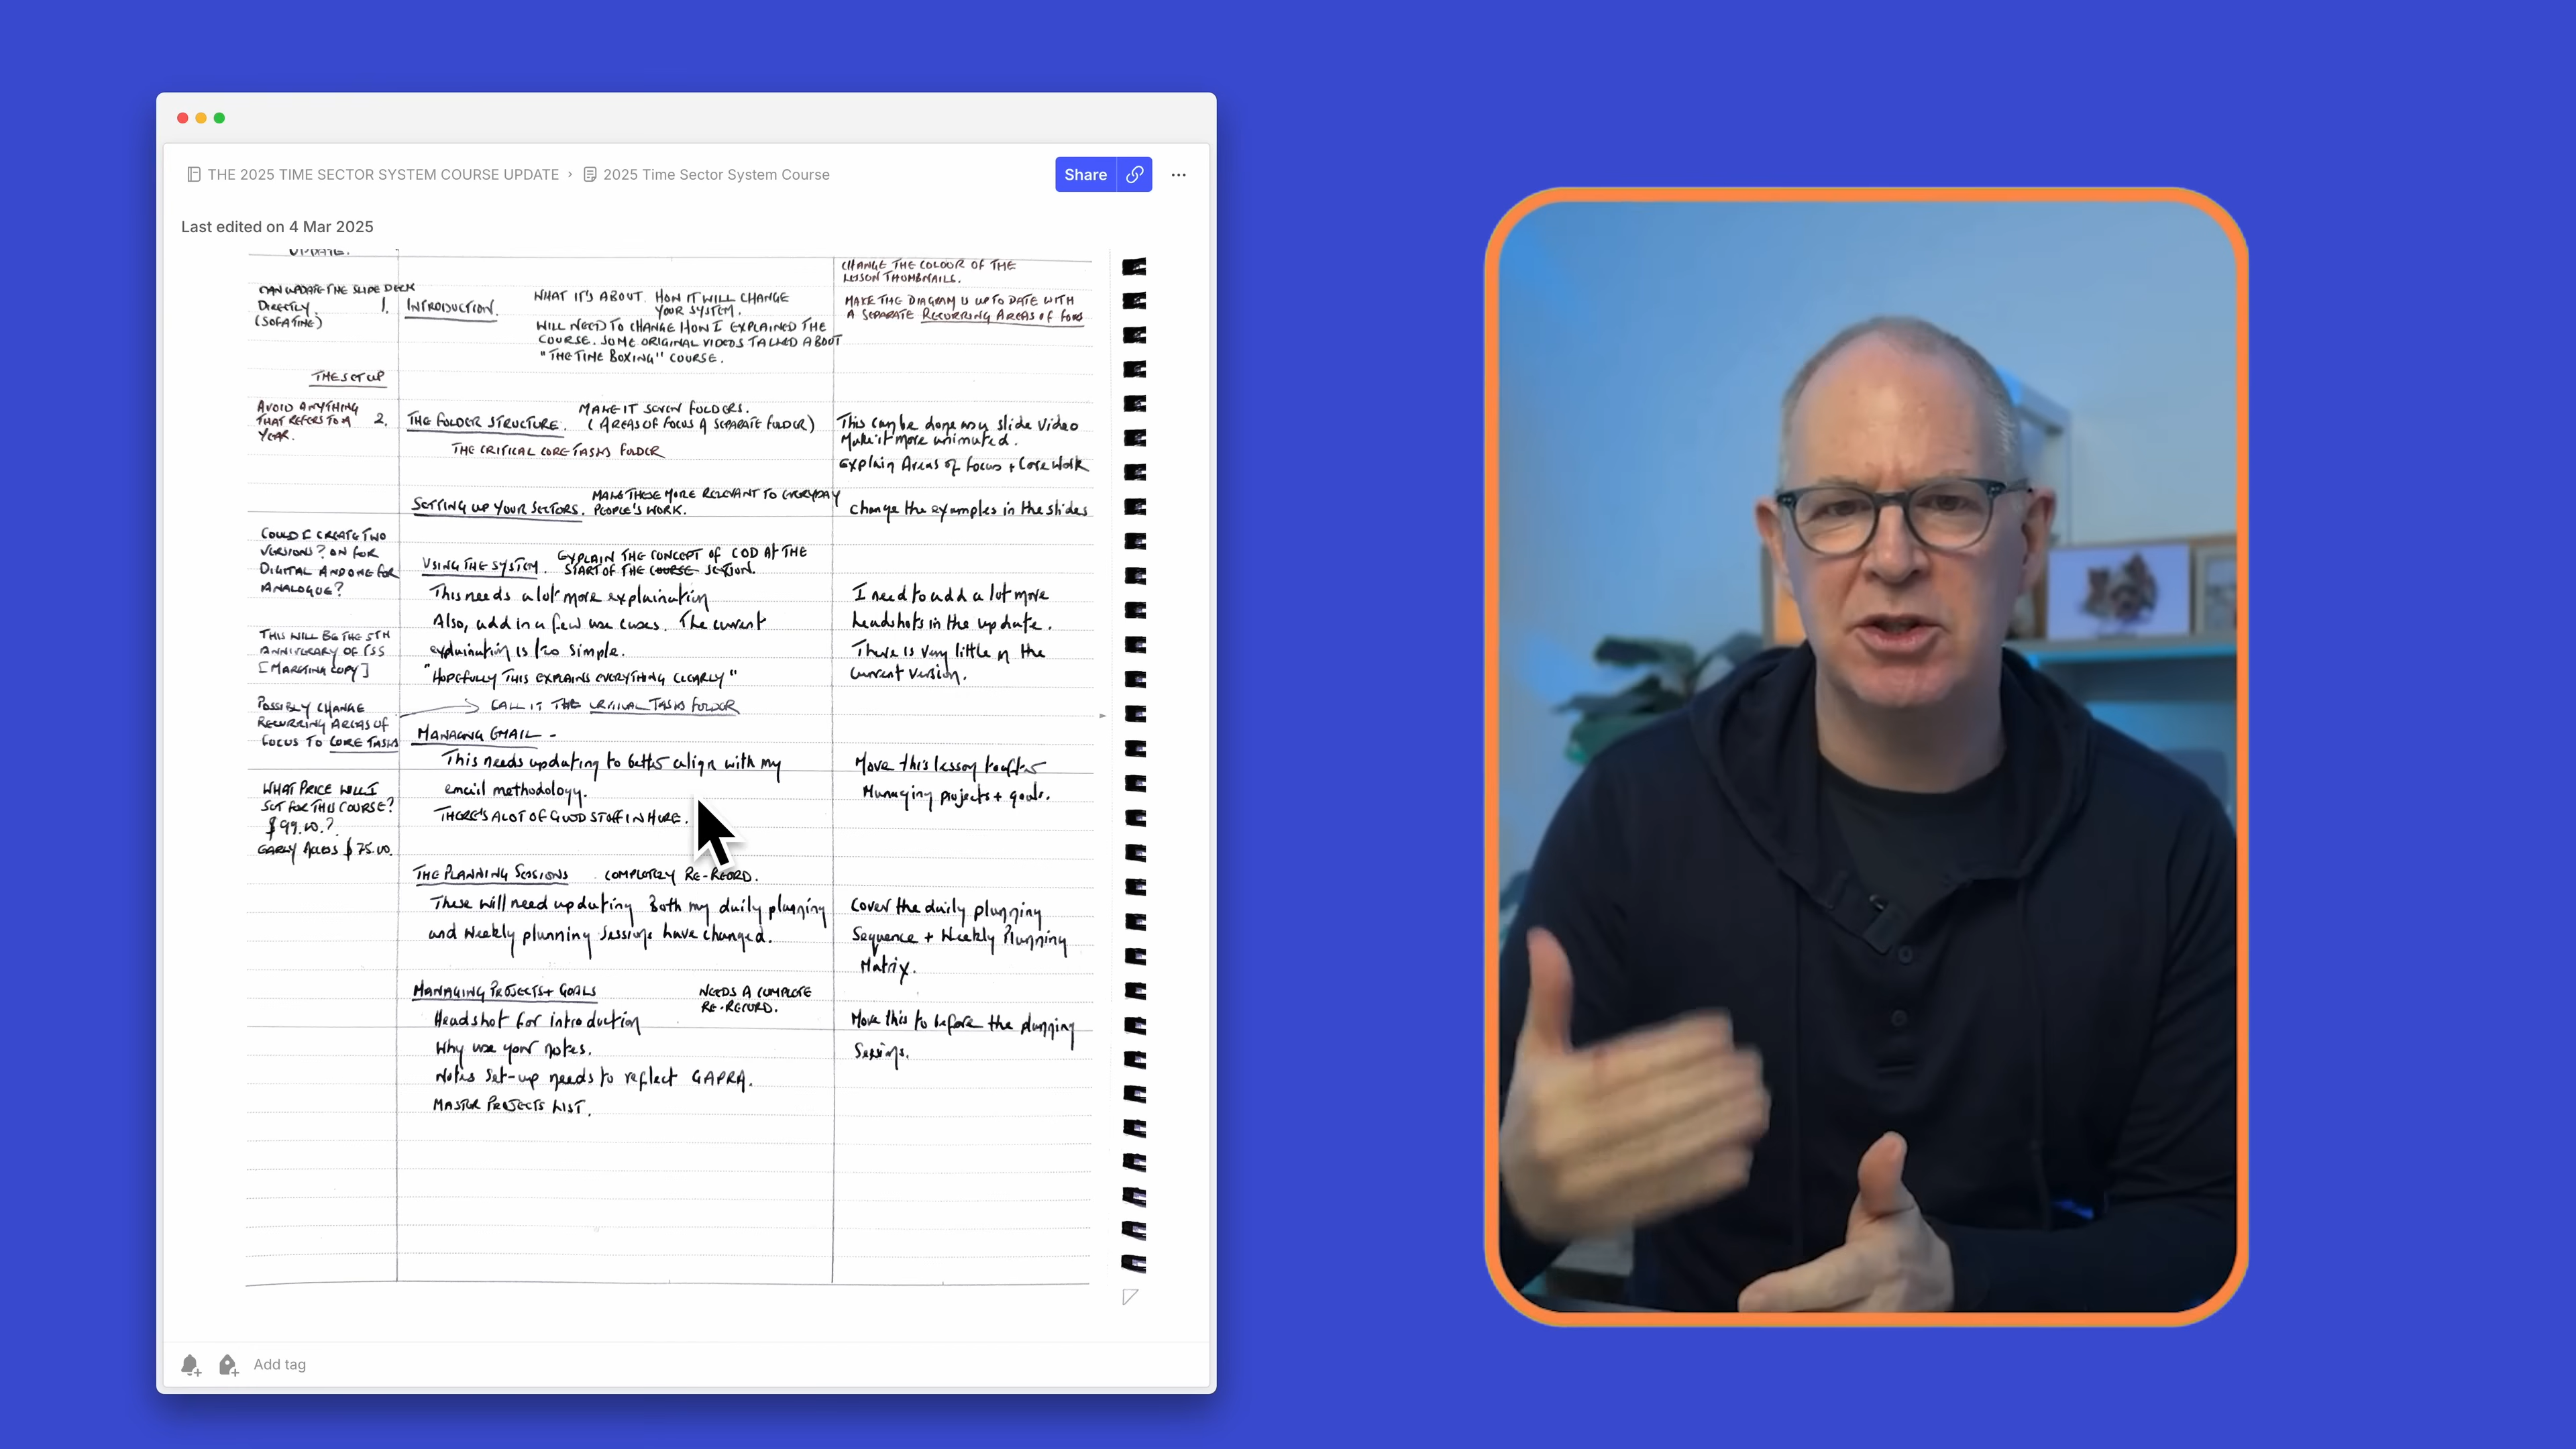 THE 2025 TIME SECTOR SYSTEM COURSE UPDATE › 2025 Time Sector System Course
Share
Last edited on 4 Mar 2025
UPDATE.
CHANGE THE COLOUR OF THE
LESSON THUMBNAILS.
CAN UPDATE THE SLIDE DECK
DIRECTLY.
(SOFA TIME)
1. INTRODUCTION.
WHAT IT'S ABOUT. HOW IT WILL CHANGE
YOUR SYSTEM.
WILL NEED TO CHANGE HOW I EXPLAINED THE
COURSE. SOME ORIGINAL VIDEOS TALKED ABOUT
"THE TIME BOXING" COURSE.
MAKE THE DIAGRAM IS UP TO DATE WITH
A SEPARATE RECURRING AREAS OF FOCUS
THE SET UP
AVOID ANYTHING
THAT REFERS TO A
YEAR.
2. THE FOLDER STRUCTURE.
MAKE IT SEVEN FOLDERS.
(AREAS OF FOCUS A SEPARATE FOLDER)
THE CRITICAL CORE TASKS FOLDER
This can be done as a slide video
Make it more animated.
Explain Areas of focus + Core Work
SETTING UP YOUR SECTORS.
MAKE THESE MORE RELEVANT TO EVERYDAY
PEOPLE'S WORK.
change the examples in the slides
COULD I CREATE TWO
VERSIONS? ON FOR
DIGITAL AND ONE FOR
ANALOGUE?
USING THE SYSTEM.
EXPLAIN THE CONCEPT OF COD AT THE
START OF THE COURSE SECTION.
This needs a lot more explaination
Also, add in a few use cases. The current
explaination is too simple.
"HOPEFULLY THIS EXPLAINS EVERYTHING CLEARLY"
I need to add a lot more
headshots in the update.
There is very little in the
current version.
THIS WILL BE THE 5TH
ANNIVERARY OF TSS
[MARKETING COPY]
POSSIBLY CHANGE
RECURRING AREAS OF
FOCUS TO CORE TASKS
CALL IT THE CRITICAL TASKS FOLDER
MANAGING EMAIL -
This needs updating to better align with my
email methodology.
THERE'S A LOT OF GOOD STUFF IN HERE.
Move this lesson to after
Managing projects + goals.
WHAT PRICE WILL I
SET FOR THIS COURSE?
$99.00.?
EARLY ACCESS $75.00.
THE PLANNING SESSIONS
COMPLETELY RE-RECORD.
These will need updating Both my daily planning
and Weekly planning sessions have changed.
Cover the daily planning
Sequence + Weekly Planning
Matrix.
MANAGING PROJECTS + GOALS
NEEDS A COMPLETE
RE-RECORD.
Headshot for introduction
Why use your notes.
Notes Set-up needs to reflect GAPRA.
MASTER PROJECTS LIST.
Move this to before the planning
Sessions.
Add tag